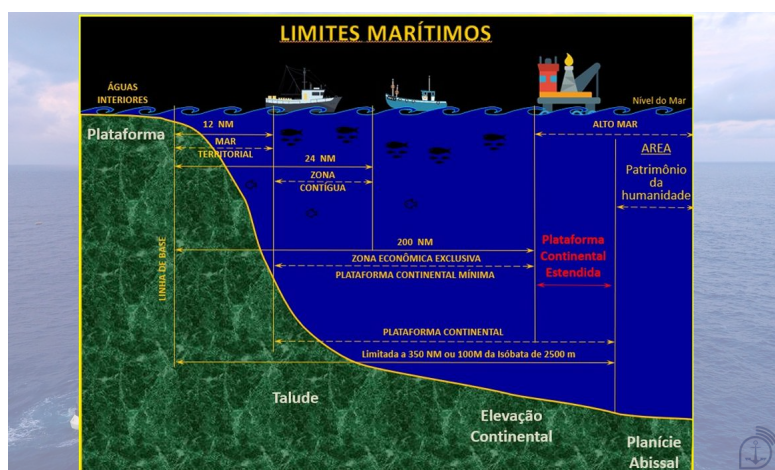 LIMITES MARÍTIMOS
ÁGUAS
INTERIORES
Nível do Mar
12 NM
ALTO MAR
Plataforma
MAR
TERRITORIAL
AREA
24 NM
Patrimônio
da
humanidade
ZONA
CONTÍGUA
LINHA DE BASE
200 NM
Plataforma
Continental
Estendida
ZONA ECONÔMICA EXCLUSIVA
PLATAFORMA CONTINENTAL MÍNIMA
PLATAFORMA CONTINENTAL
Limitada a 350 NM ou 100M da Isóbata de 2500 m
Talude
Elevação
Continental
Planície
Abissal